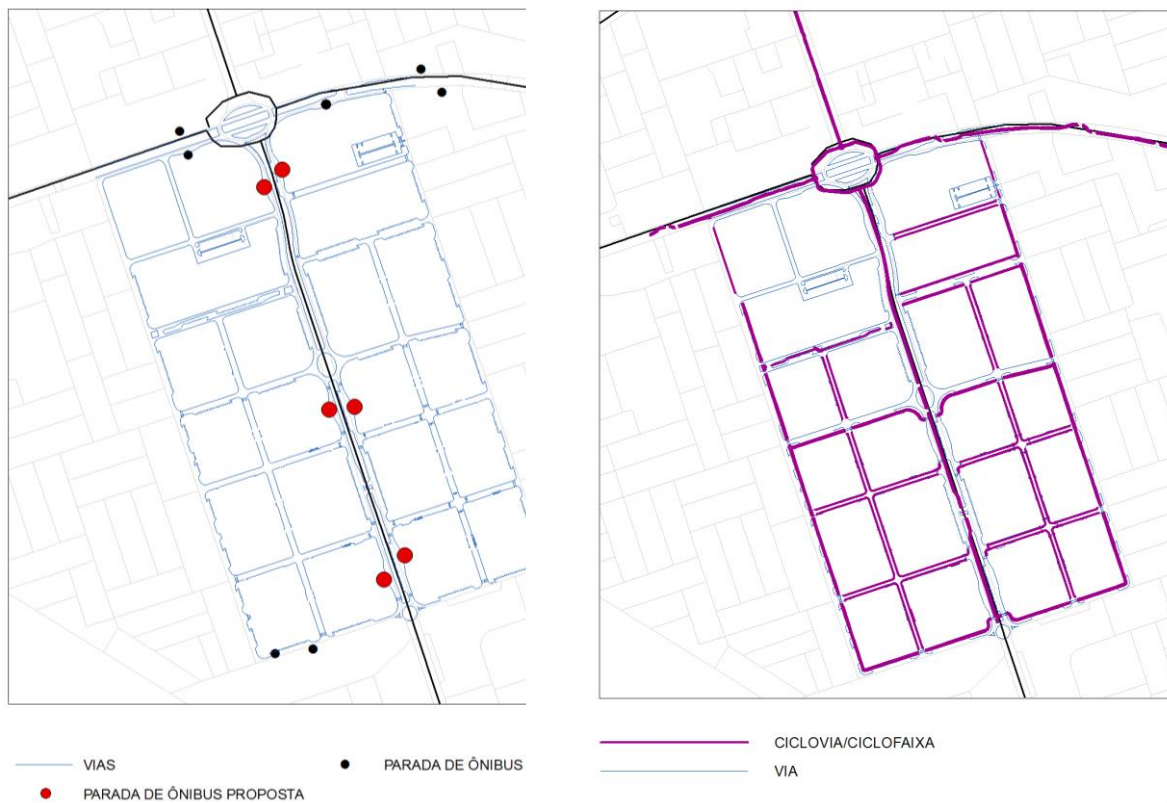 VIAS
PARADA DE ÔNIBUS
PARADA DE ÔNIBUS PROPOSTA
CICLOVIA/CICLOFAIXA
VIA